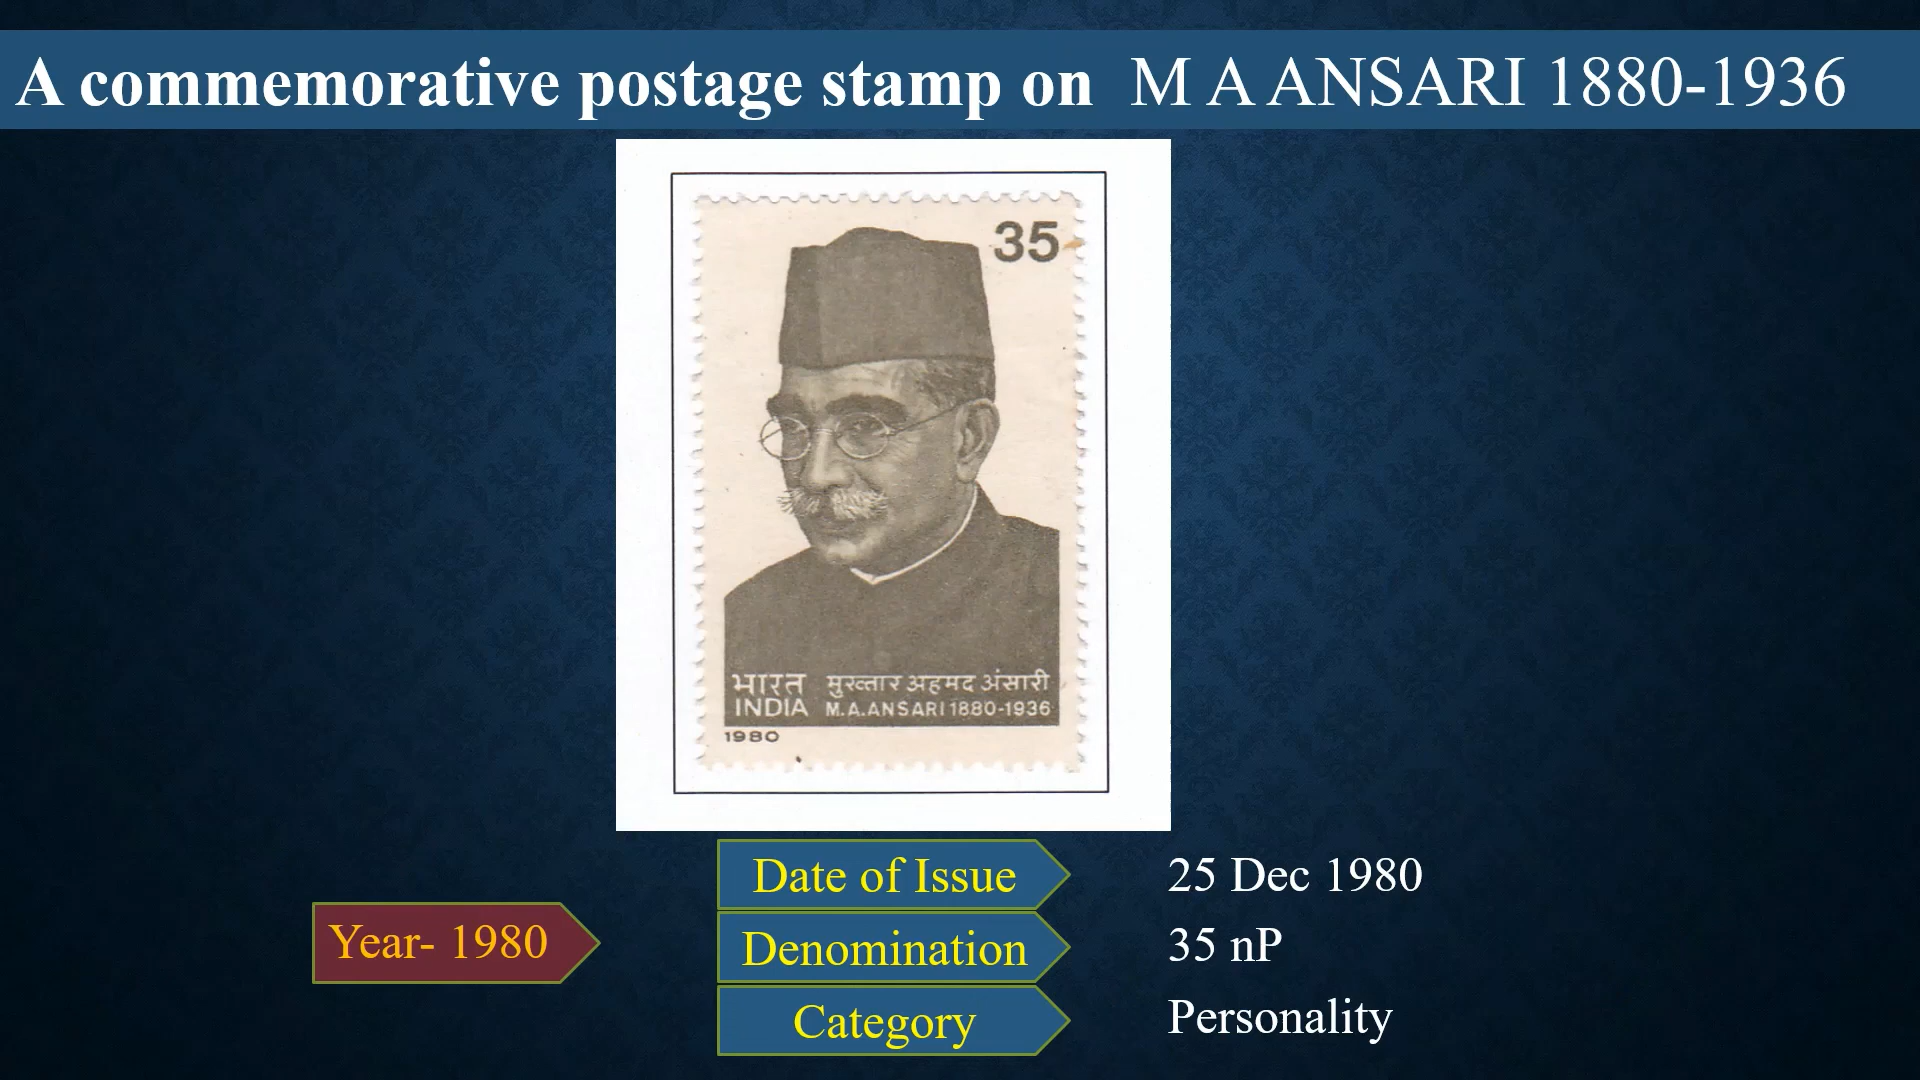 A commemorative postage stamp on M A ANSARI 1880-1936
35
भारत मुख्तार अहमद अंसारी
INDIA M.A.ANSARI 1880-1936
1980
Date of Issue 25 Dec 1980
Year- 1980
Denomination 35 nP
Category Personality